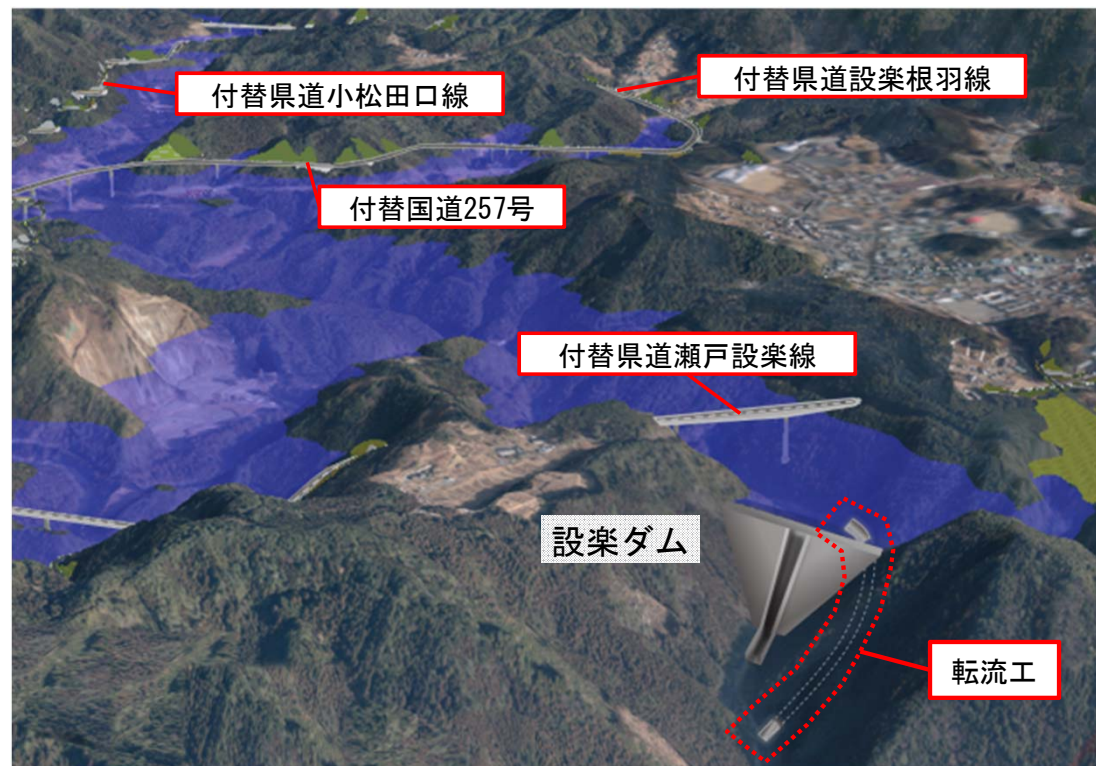 付替県道小松田口線
付替県道設楽根羽線
付替国道257号
付替県道瀬戸設楽線
設楽ダム
転流工